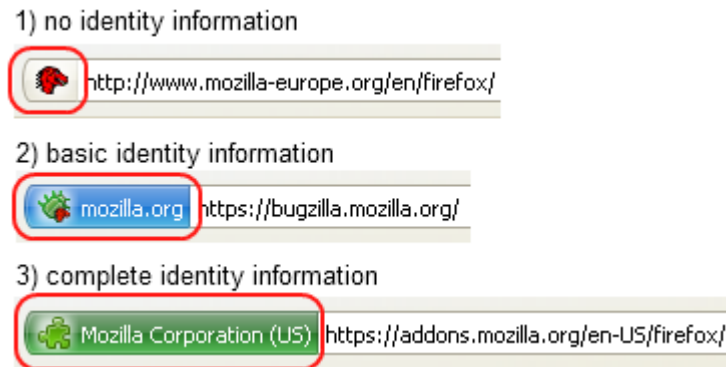 1) no identity information
http://www.mozilla-europe.org/en/firefox/
2) basic identity information
mozilla.org https://bugzilla.mozilla.org/
3) complete identity information
Mozilla Corporation (US) https://addons.mozilla.org/en-US/firefox/